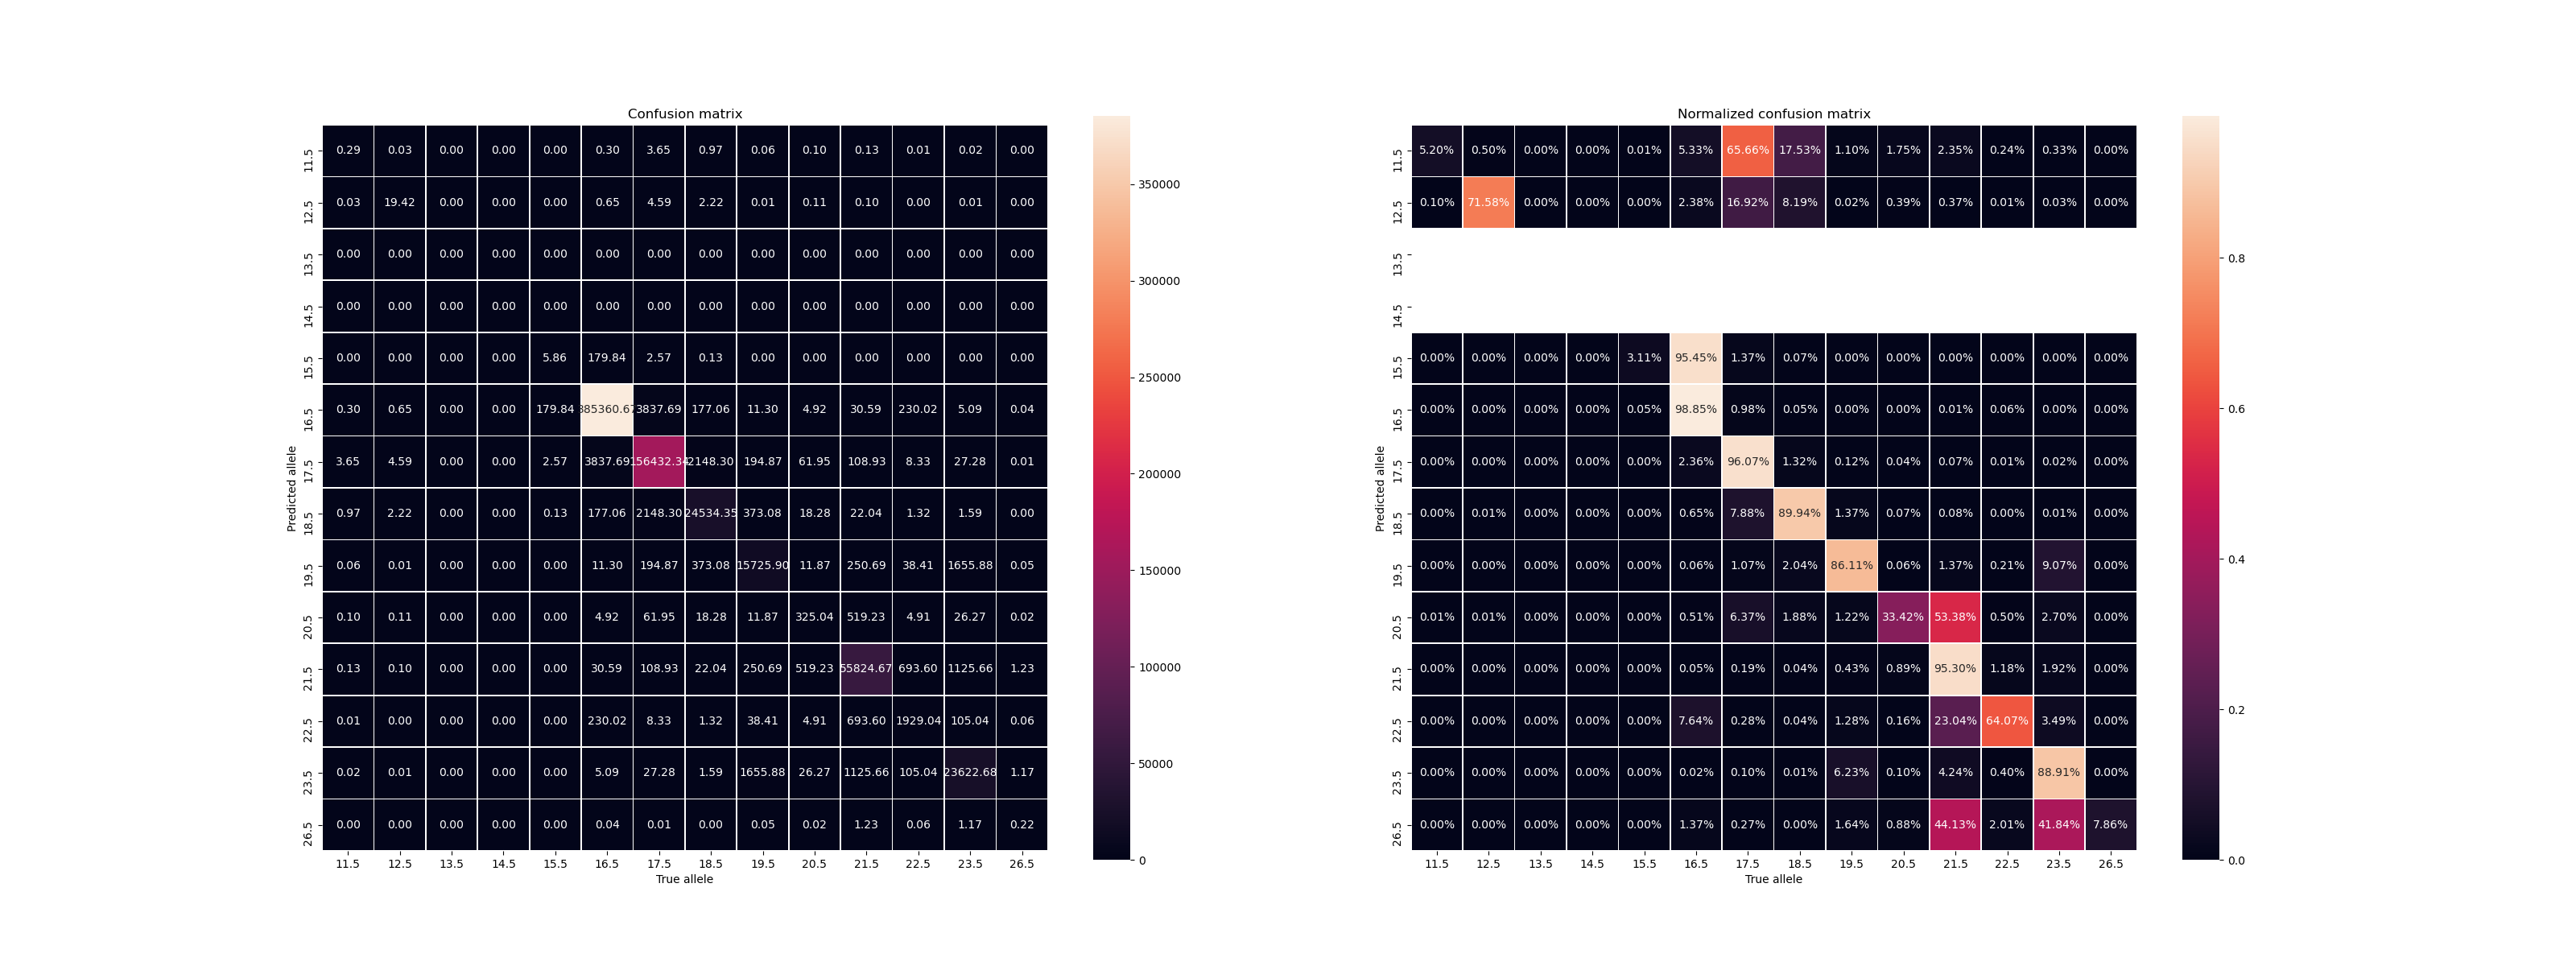 Confusion matrix
11.5 0.29 0.03 0.00 0.00 0.00 0.30 3.65 0.97 0.06 0.10 0.13 0.01 0.02 0.00
12.5 0.03 19.42 0.00 0.00 0.00 0.65 4.59 2.22 0.01 0.11 0.10 0.00 0.01 0.00
13.5 0.00 0.00 0.00 0.00 0.00 0.00 0.00 0.00 0.00 0.00 0.00 0.00 0.00 0.00
14.5 0.00 0.00 0.00 0.00 0.00 0.00 0.00 0.00 0.00 0.00 0.00 0.00 0.00 0.00
15.5 0.00 0.00 0.00 0.00 5.86 179.84 2.57 0.13 0.00 0.00 0.00 0.00 0.00 0.00
16.5 0.30 0.65 0.00 0.00 179.84 385360.67 3837.69 177.06 11.30 4.92 30.59 230.02 5.09 0.04
17.5 3.65 4.59 0.00 0.00 2.57 3837.69 156432.34 2148.30 194.87 61.95 108.93 8.33 27.28 0.01
18.5 0.97 2.22 0.00 0.00 0.13 177.06 2148.30 24534.35 373.08 18.28 22.04 1.32 1.59 0.00
19.5 0.06 0.01 0.00 0.00 0.00 11.30 194.87 373.08 15725.90 11.87 250.69 38.41 1655.88 0.05
20.5 0.10 0.11 0.00 0.00 0.00 4.92 61.95 18.28 11.87 325.04 519.23 4.91 26.27 0.02
21.5 0.13 0.10 0.00 0.00 0.00 30.59 108.93 22.04 250.69 519.23 55824.67 693.60 1125.66 1.23
22.5 0.01 0.00 0.00 0.00 0.00 230.02 8.33 1.32 38.41 4.91 693.60 1929.04 105.04 0.06
23.5 0.02 0.01 0.00 0.00 0.00 5.09 27.28 1.59 1655.88 26.27 1125.66 105.04 23622.68 1.17
26.5 0.00 0.00 0.00 0.00 0.00 0.04 0.01 0.00 0.05 0.02 1.23 0.06 1.17 0.22
11.5 12.5 13.5 14.5 15.5 16.5 17.5 18.5 19.5 20.5 21.5 22.5 23.5 26.5
True allele
Predicted allele
350000
300000
250000
200000
150000
100000
50000
0
Normalized confusion matrix
11.5 5.20% 0.50% 0.00% 0.00% 0.01% 5.33% 65.66% 17.53% 1.10% 1.75% 2.35% 0.24% 0.33% 0.00%
12.5 0.10% 71.58% 0.00% 0.00% 0.00% 2.38% 16.92% 8.19% 0.02% 0.39% 0.37% 0.01% 0.03% 0.00%
13.5
14.5
15.5 0.00% 0.00% 0.00% 0.00% 3.11% 95.45% 1.37% 0.07% 0.00% 0.00% 0.00% 0.00% 0.00% 0.00%
16.5 0.00% 0.00% 0.00% 0.00% 0.05% 98.85% 0.98% 0.05% 0.00% 0.00% 0.01% 0.06% 0.00% 0.00%
17.5 0.00% 0.00% 0.00% 0.00% 0.00% 2.36% 96.07% 1.32% 0.12% 0.04% 0.07% 0.01% 0.02% 0.00%
18.5 0.00% 0.01% 0.00% 0.00% 0.00% 0.65% 7.88% 89.94% 1.37% 0.07% 0.08% 0.00% 0.01% 0.00%
19.5 0.00% 0.00% 0.00% 0.00% 0.00% 0.06% 1.07% 2.04% 86.11% 0.06% 1.37% 0.21% 9.07% 0.00%
20.5 0.01% 0.01% 0.00% 0.00% 0.00% 0.51% 6.37% 1.88% 1.22% 33.42% 53.38% 0.50% 2.70% 0.00%
21.5 0.00% 0.00% 0.00% 0.00% 0.00% 0.05% 0.19% 0.04% 0.43% 0.89% 95.30% 1.18% 1.92% 0.00%
22.5 0.00% 0.00% 0.00% 0.00% 0.00% 7.64% 0.28% 0.04% 1.28% 0.16% 23.04% 64.07% 3.49% 0.00%
23.5 0.00% 0.00% 0.00% 0.00% 0.00% 0.02% 0.10% 0.01% 6.23% 0.10% 4.24% 0.40% 88.91% 0.00%
26.5 0.00% 0.00% 0.00% 0.00% 0.00% 1.37% 0.27% 0.00% 1.64% 0.88% 44.13% 2.01% 41.84% 7.86%
11.5 12.5 13.5 14.5 15.5 16.5 17.5 18.5 19.5 20.5 21.5 22.5 23.5 26.5
True allele
Predicted allele
0.8
0.6
0.4
0.2
0.0